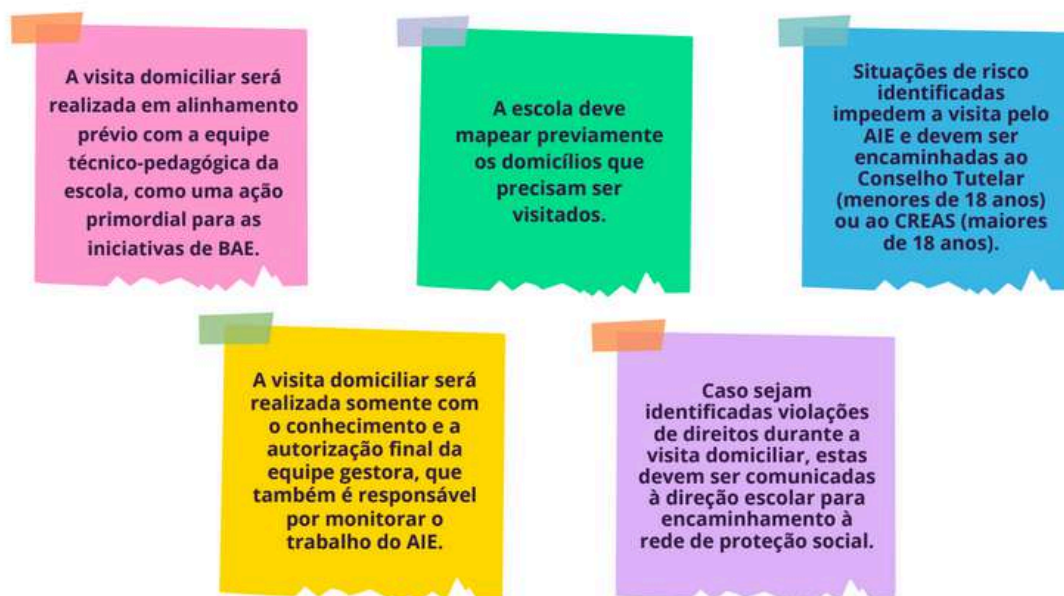 A visita domiciliar será
realizada em alinhamento
prévio com a equipe
técnico-pedagógica da
escola, como uma ação
primordial para as
iniciativas de BAE.
A escola deve
mapear previamente
os domicílios que
precisam ser
visitados.
Situações de risco
identificadas
impedem a visita pelo
AIE e devem ser
encaminhadas ao
Conselho Tutelar
(menores de 18 anos)
ou ao CREAS (maiores
de 18 anos).
A visita domiciliar será
realizada somente com
o conhecimento e a
autorização final da
equipe gestora, que
também é responsável
por monitorar o
trabalho do AIE.
Caso sejam
identificadas violações
de direitos durante a
visita domiciliar, estas
devem ser comunicadas
à direção escolar para
encaminhamento à
rede de proteção social.